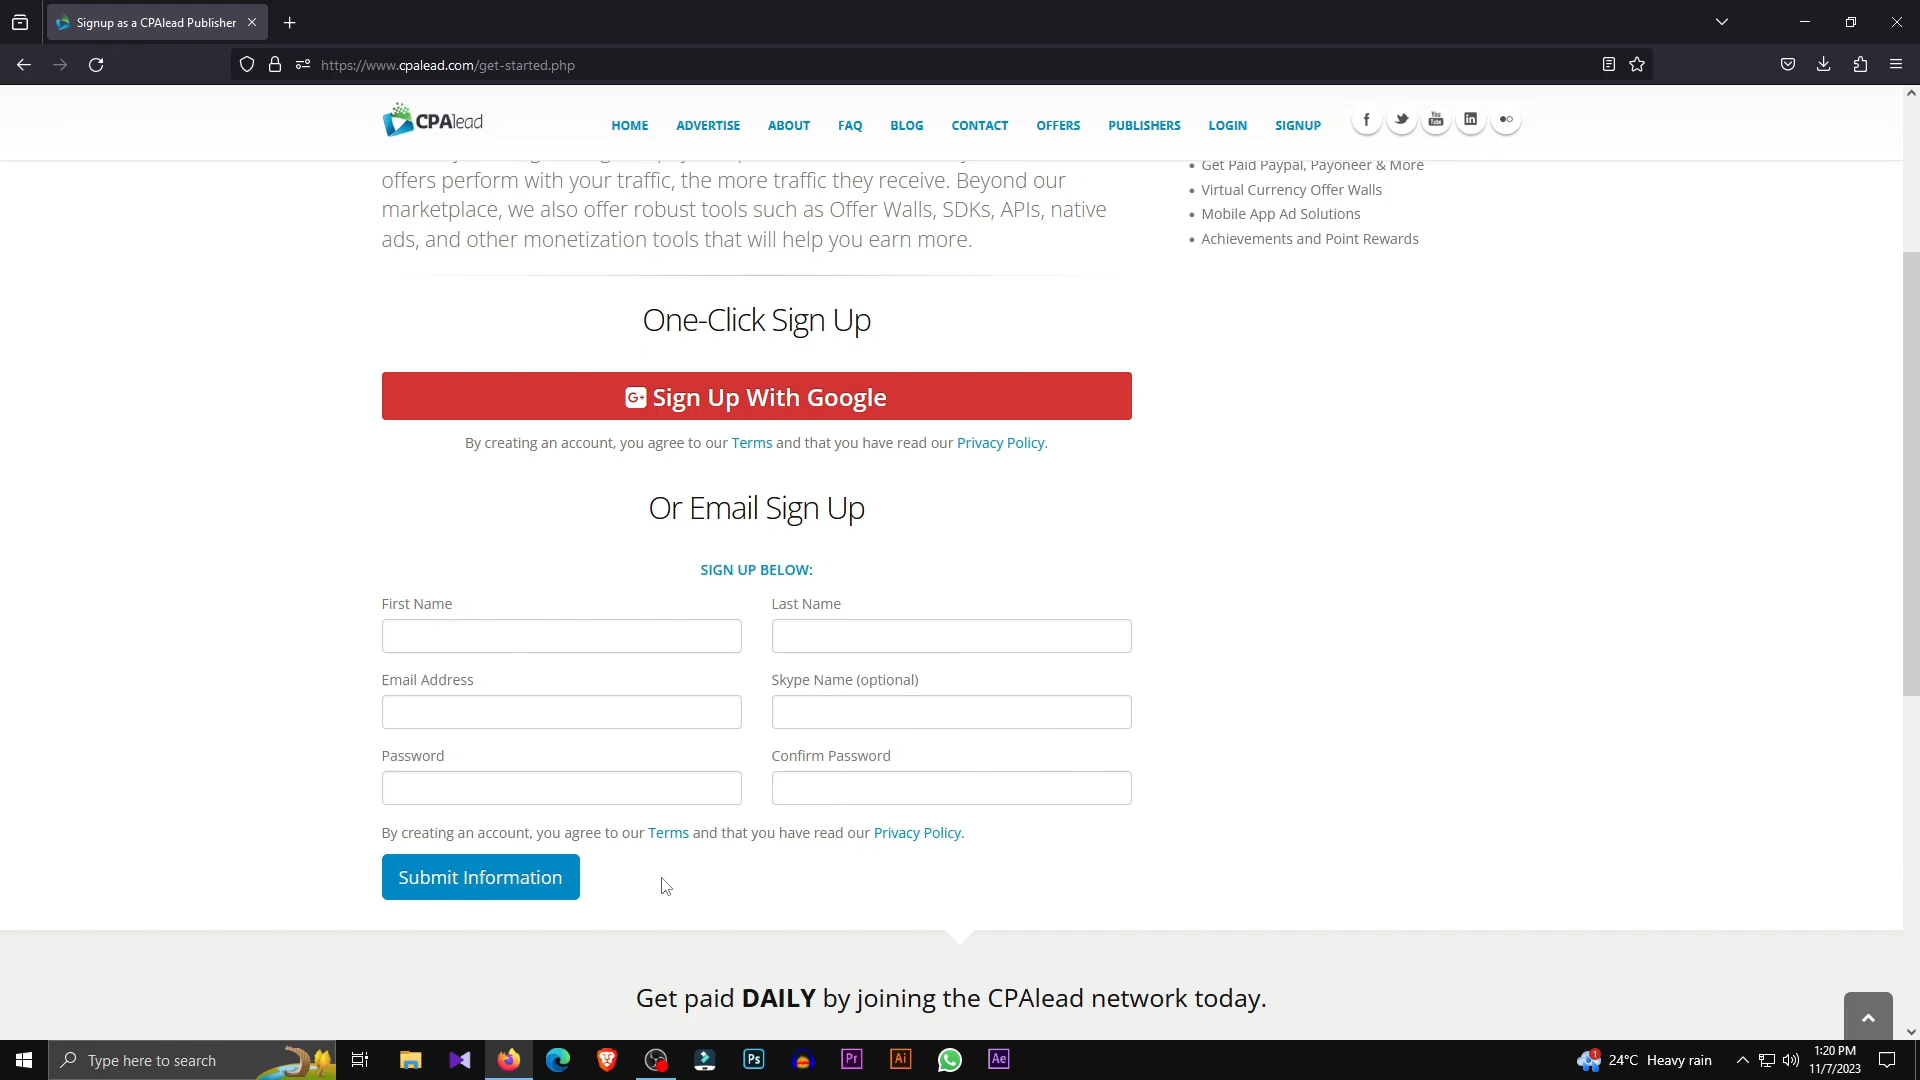 Signup as a CPAlead Publisher
https://www.cpalead.com/get-started.php
CPAlead
HOME
ADVERTISE
ABOUT
FAQ
BLOG
CONTACT
OFFERS
PUBLISHERS
LOGIN
SIGNUP
offers perform with your traffic, the more traffic they receive. Beyond our
marketplace, we also offer robust tools such as Offer Walls, SDKs, APIs, native
ads, and other monetization tools that will help you earn more.
Get Paid Paypal, Payoneer & More
Virtual Currency Offer Walls
Mobile App Ad Solutions
Achievements and Point Rewards
One-Click Sign Up
G+ Sign Up With Google
By creating an account, you agree to our Terms and that you have read our Privacy Policy.
Or Email Sign Up
SIGN UP BELOW:
First Name
Last Name
Email Address
Skype Name (optional)
Password
Confirm Password
By creating an account, you agree to our Terms and that you have read our Privacy Policy.
Submit Information
Get paid DAILY by joining the CPAlead network today.
Type here to search
Ps
Pr
Ai
Ae
1
24°C Heavy rain
1:20 PM
11/7/2023